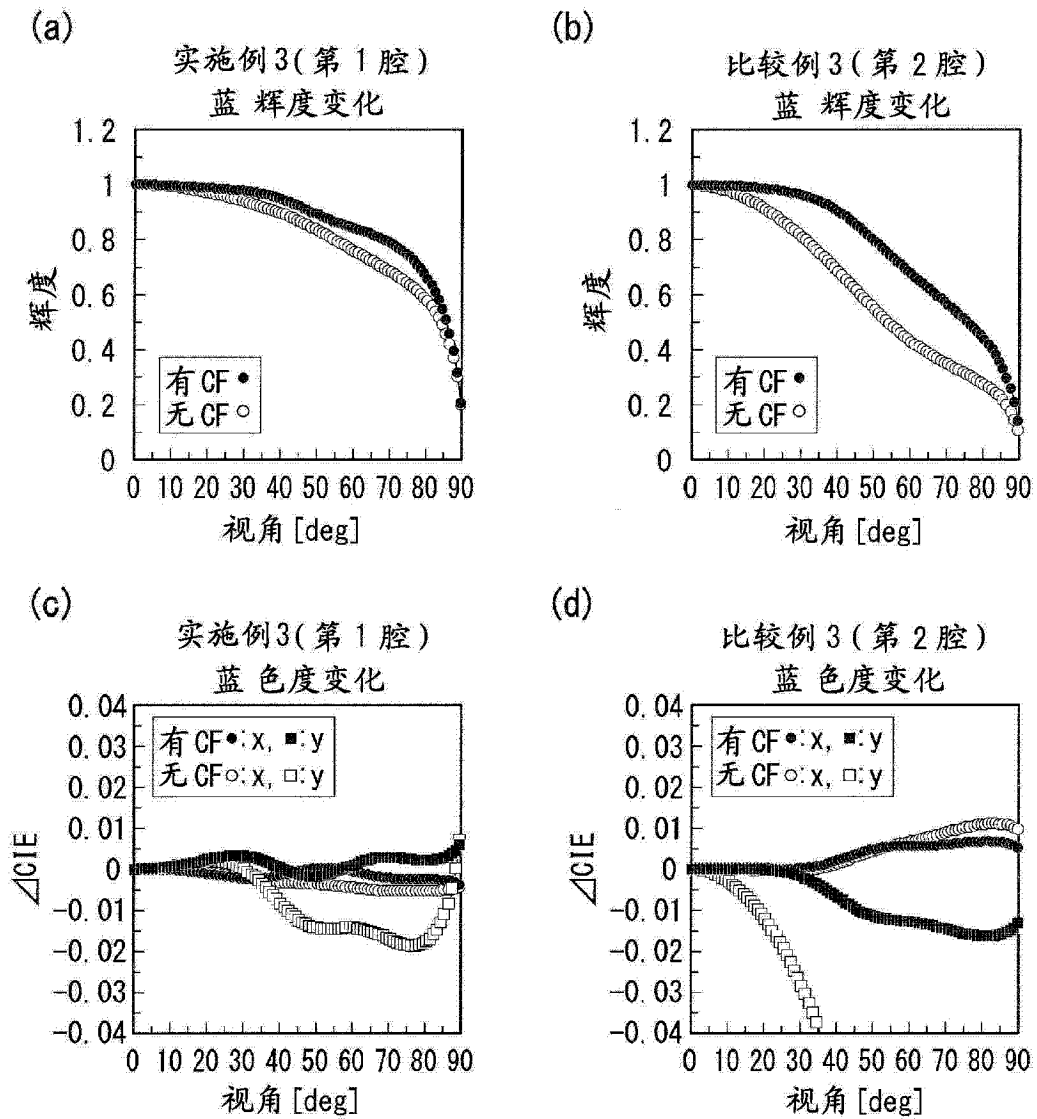 (a)
实施例3(第1腔)
蓝 辉度变化
1.2
1
0.8
0.6
0.4
0.2
0
辉度
有CF●
无CF○
0 10 20 30 40 50 60 70 80 90
视角[deg]
(b)
比较例3(第2腔)
蓝 辉度变化
1.2
1
0.8
0.6
0.4
0.2
0
辉度
有CF●
无CF○
0 10 20 30 40 50 60 70 80 90
视角[deg]
(c)
实施例3(第1腔)
蓝 色度变化
0.04
0.03
0.02
0.01
0
-0.01
-0.02
-0.03
-0.04
⊿CIE
有CF●:x, ■:y
无CF○:x, □:y
0 10 20 30 40 50 60 70 80 90
视角[deg]
(d)
比较例3(第2腔)
蓝 色度变化
0.04
0.03
0.02
0.01
0
-0.01
-0.02
-0.03
-0.04
⊿CIE
有CF●:x, ■:y
无CF○:x, □:y
0 10 20 30 40 50 60 70 80 90
视角[deg]